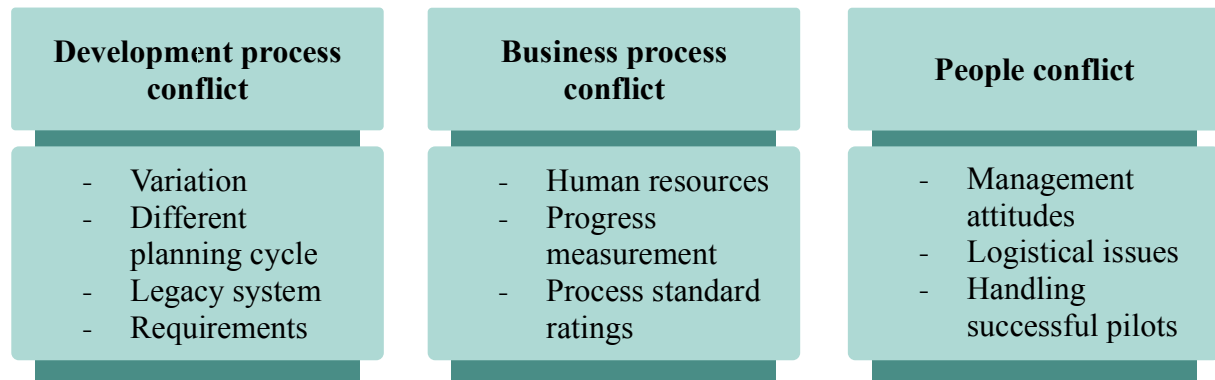 Development process
conflict
- Variation
- Different
planning cycle
- Legacy system
- Requirements
Business process
conflict
- Human resources
- Progress
measurement
- Process standard
ratings
People conflict
- Management
attitudes
- Logistical issues
- Handling
successful pilots